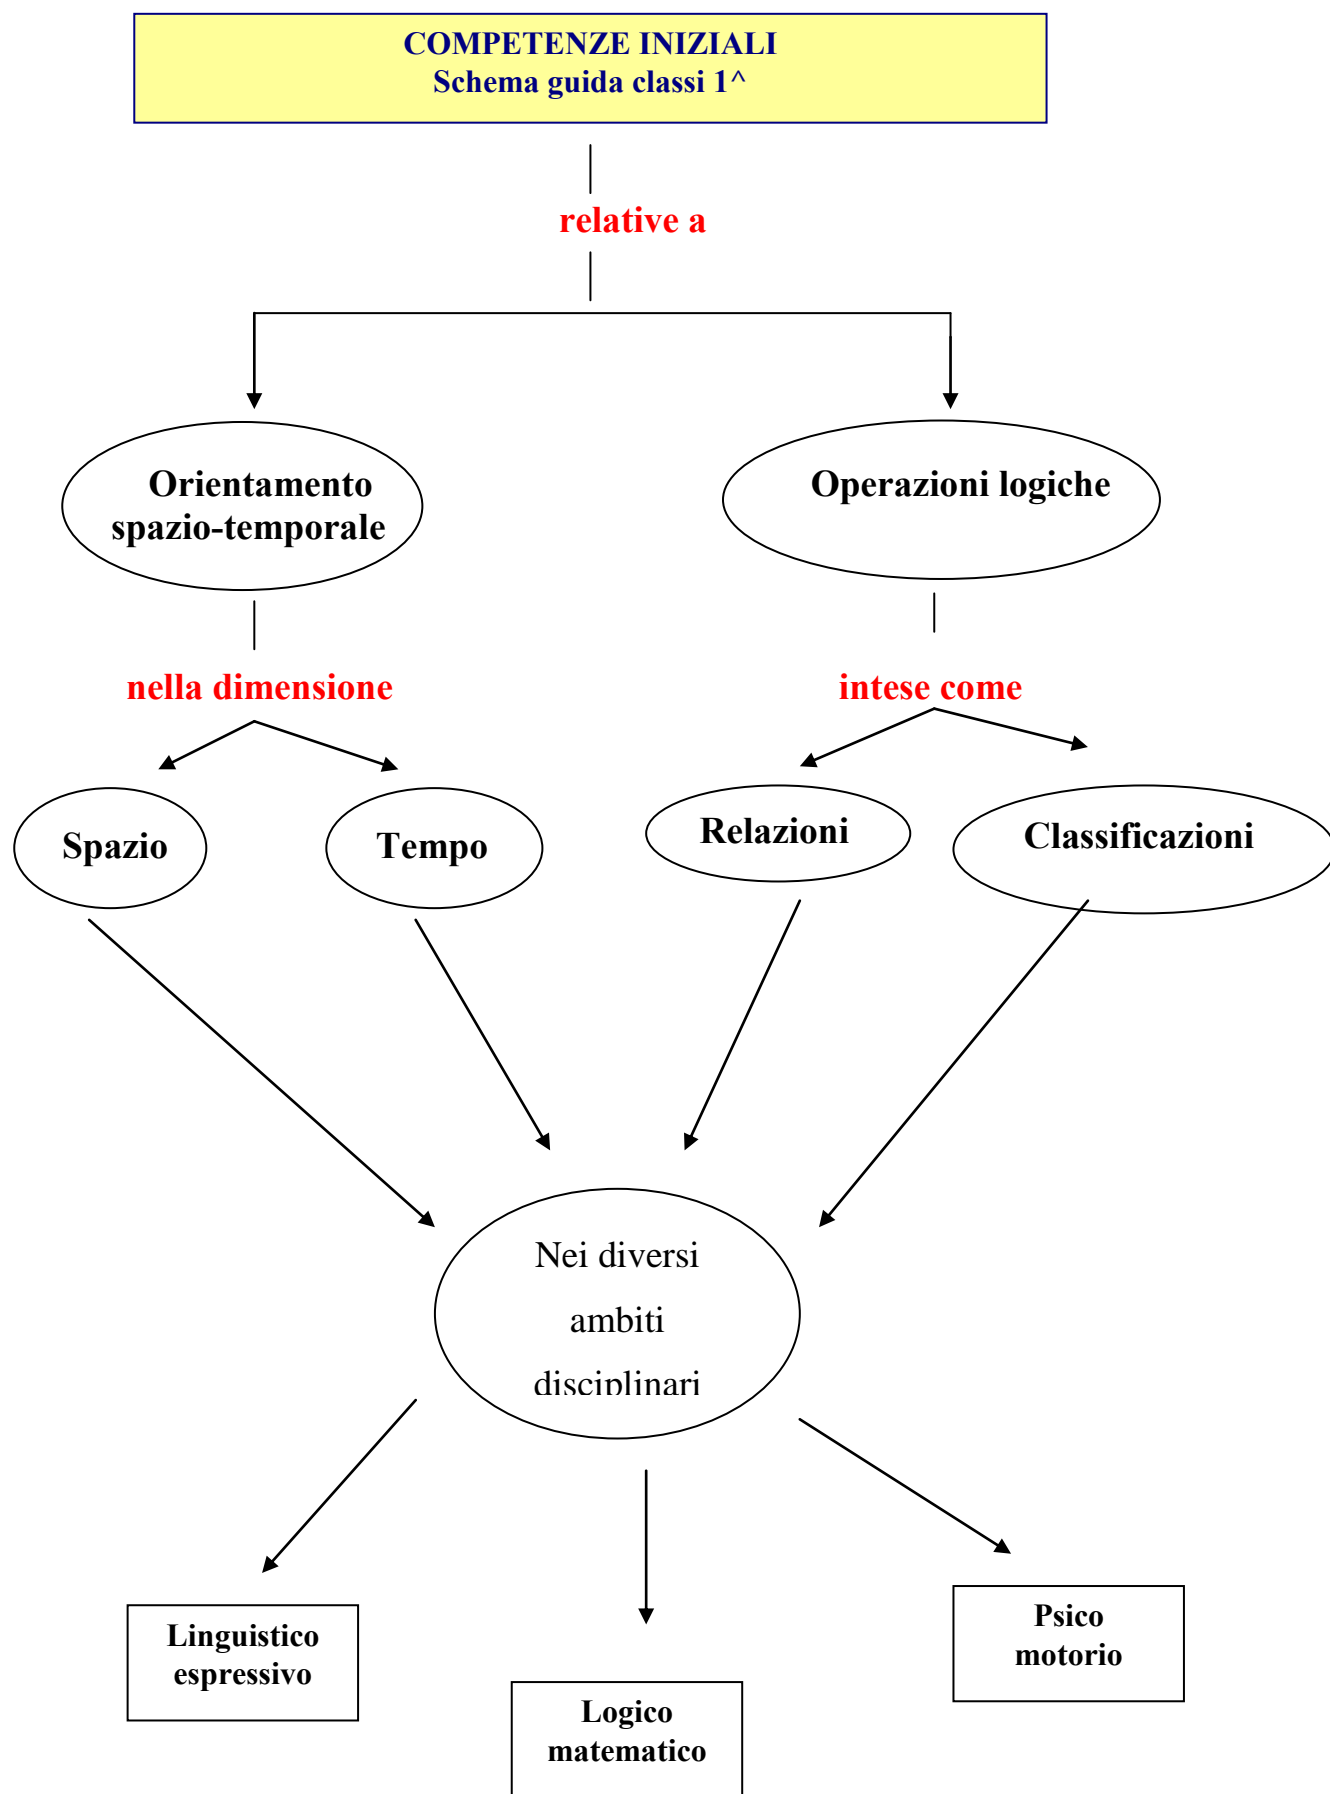 COMPETENZE INIZIALI
Schema guida classi 1^
relative a
Orientamento
spazio-temporale
Operazioni logiche
nella dimensione
intese come
Spazio
Tempo
Relazioni
Classificazioni
Nei diversi
ambiti
disciplinari
Linguistico
espressivo
Logico
matematico
Psico
motorio